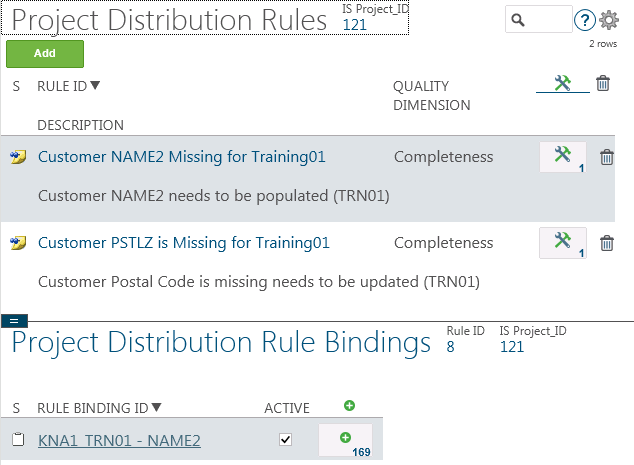 Project Distribution Rules IS Project_ID
121
?
Add
2 rows
S RULE ID▼ QUALITY DIMENSION
DESCRIPTION
Customer NAME2 Missing for Training01 Completeness 1
Customer NAME2 needs to be populated (TRN01)
Customer PSTLZ is Missing for Training01 Completeness 1
Customer Postal Code is missing needs to be updated (TRN01)
Project Distribution Rule Bindings Rule ID IS Project_ID
8 121
S RULE BINDING ID▼ ACTIVE
KNA1_TRN01 - NAME2 169